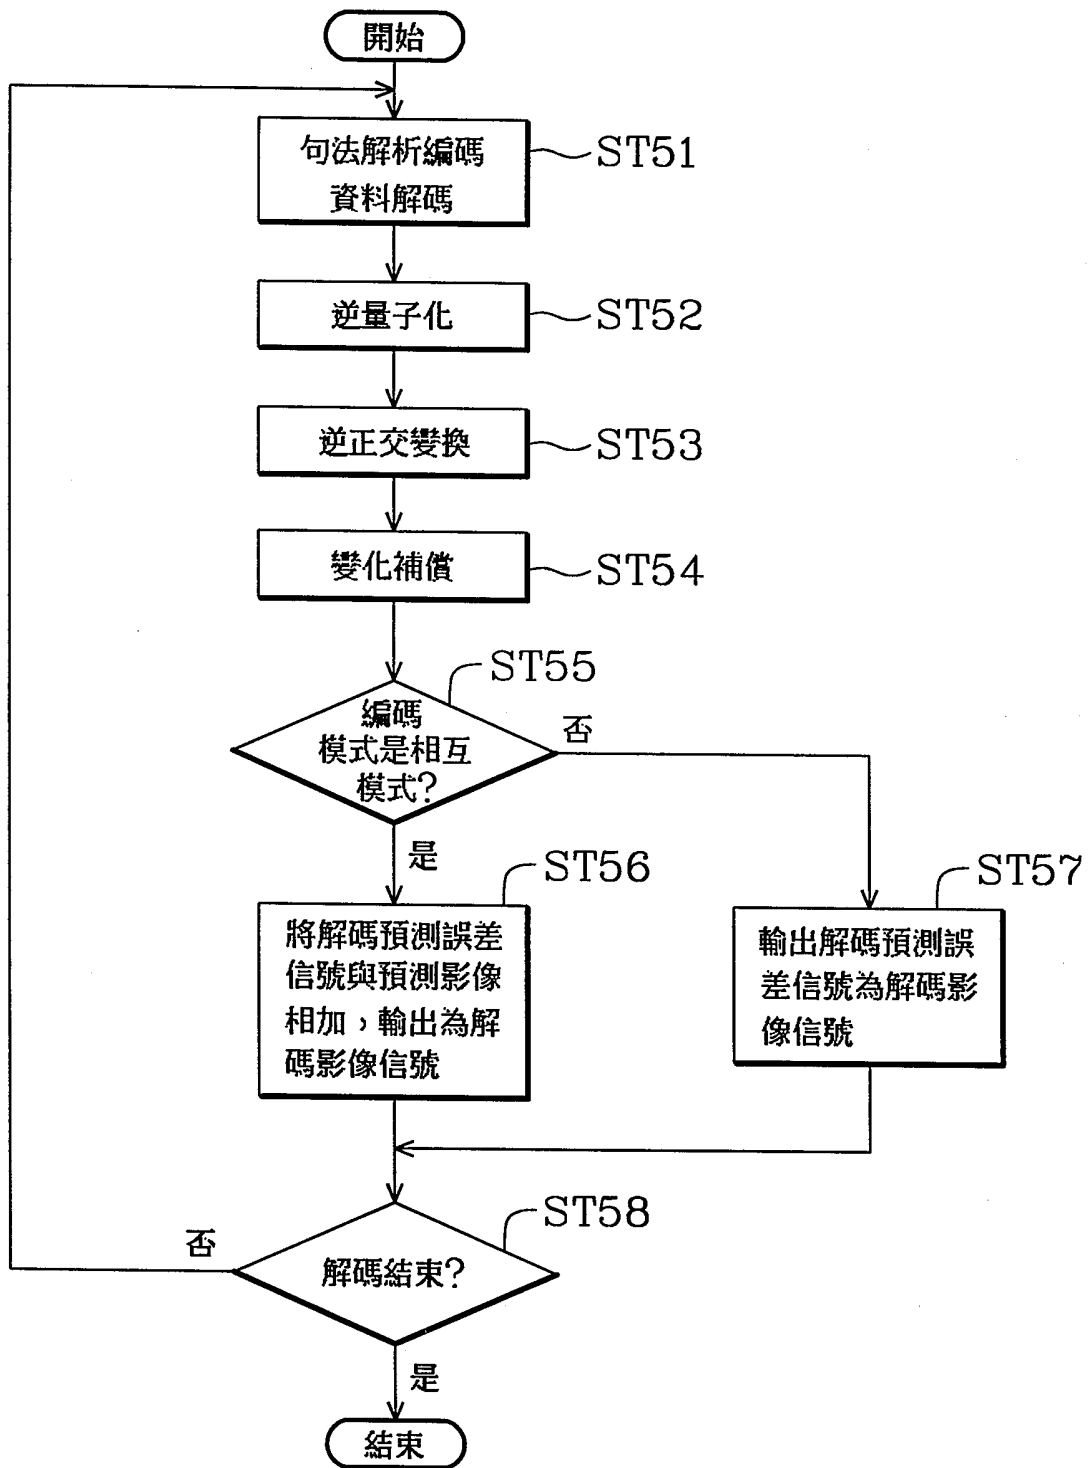 開始
句法解析編碼
資料解碼
ST51
逆量子化
ST52
逆正交變換
ST53
變化補償
ST54
ST55
編碼
模式是相互
模式?
否
是
ST56
將解碼預測誤差
信號與預測影像
相加，輸出為解
碼影像信號
ST57
輸出解碼預測誤
差信號為解碼影
像信號
ST58
否
解碼結束?
是
結束